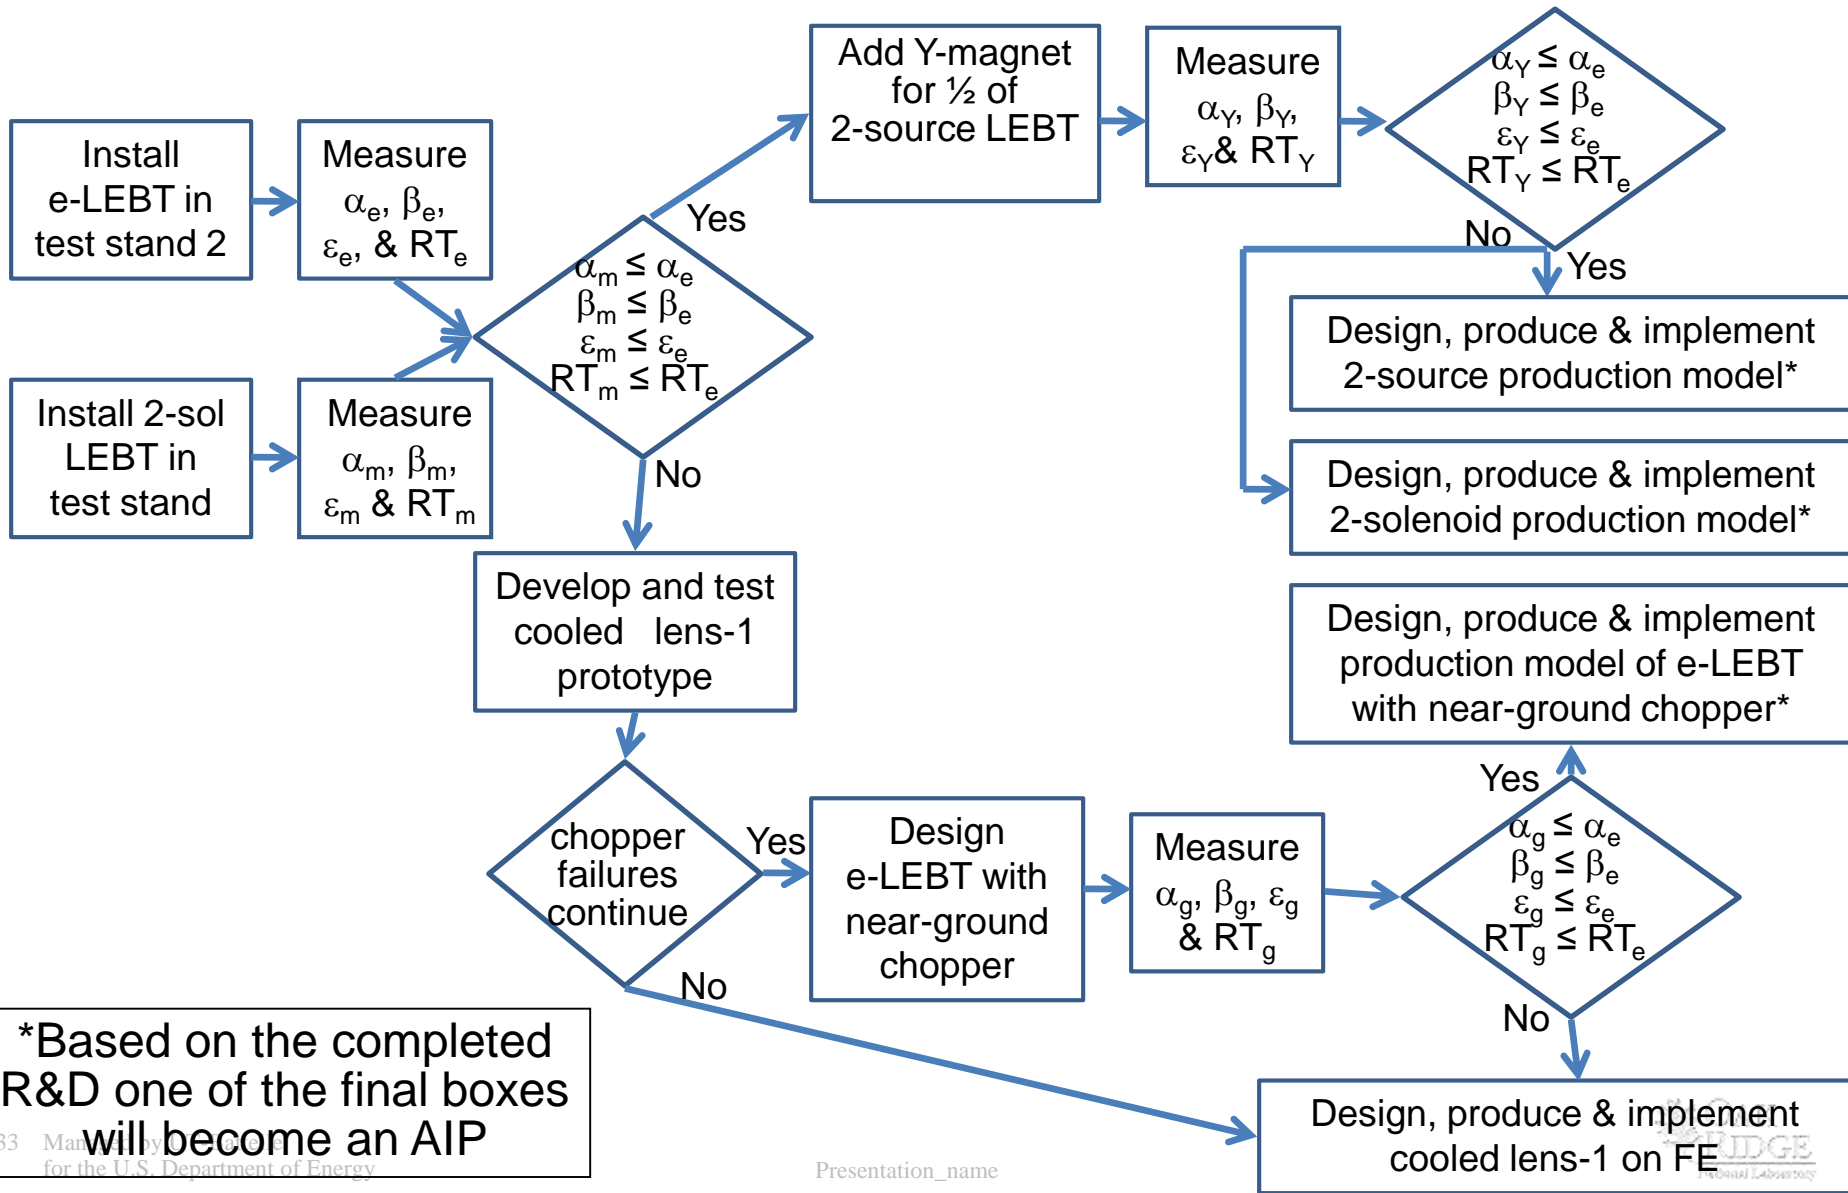 Install
e-LEBT in
test stand 2
Measure
αe, βe,
εe, & RTe
Install 2-sol
LEBT in
test stand
Measure
αm, βm,
εm & RTm
αm ≤ αe
βm ≤ βe
εm ≤ εe
RTm ≤ RTe
Yes
No
Add Y-magnet
for ½ of
2-source LEBT
Measure
αY, βY,
εY& RTY
αY ≤ αe
βY ≤ βe
εY ≤ εe
RTY ≤ RTe
No
Yes
Design, produce & implement
2-source production model*
Design, produce & implement
2-solenoid production model*
Develop and test
cooled lens-1
prototype
chopper
failures
continue
Yes
No
Design
e-LEBT with
near-ground
chopper
Measure
αg, βg, εg
& RTg
αg ≤ αe
βg ≤ βe
εg ≤ εe
RTg ≤ RTe
Yes
No
Design, produce & implement
production model of e-LEBT
with near-ground chopper*
Design, produce & implement
cooled lens-1 on FE
*Based on the completed
R&D one of the final boxes
will become an AIP
33 Managed by
for the U.S. Department of Energy
Presentation_name
OAK
RIDGE
National Laboratory